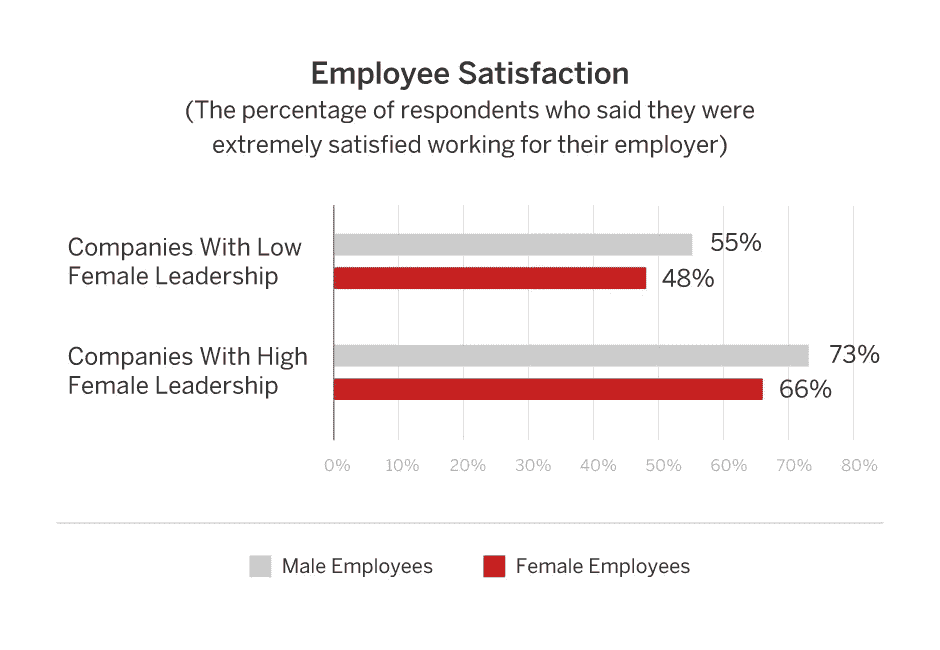 Employee Satisfaction
(The percentage of respondents who said they were
extremely satisfied working for their employer)
Companies With Low
Female Leadership
55%
48%
Companies With High
Female Leadership
73%
66%
0% 10% 20% 30% 40% 50% 60% 70% 80%
Male Employees Female Employees